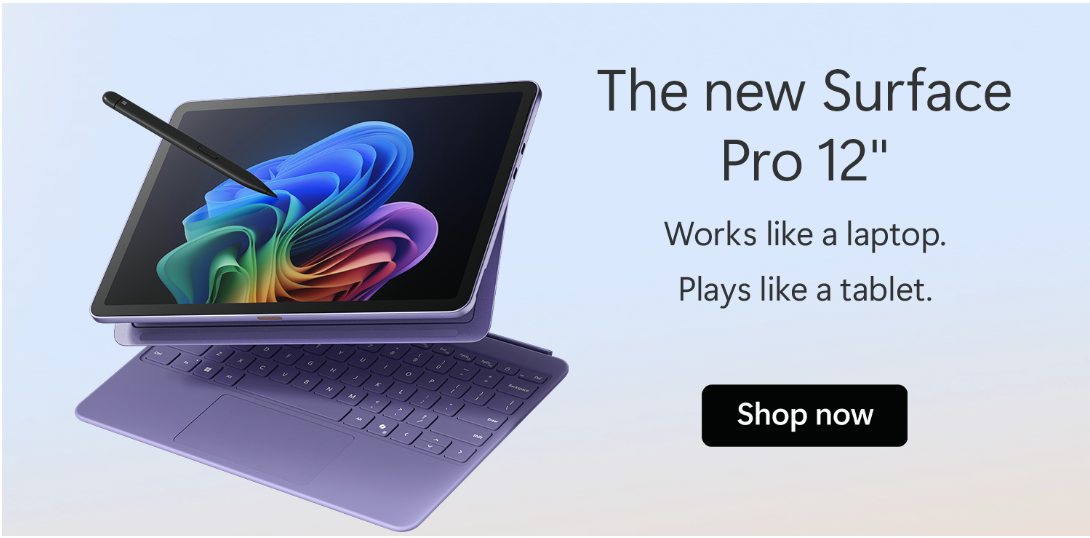 The new Surface
Pro 12"
Works like a laptop.
Plays like a tablet.
Shop now